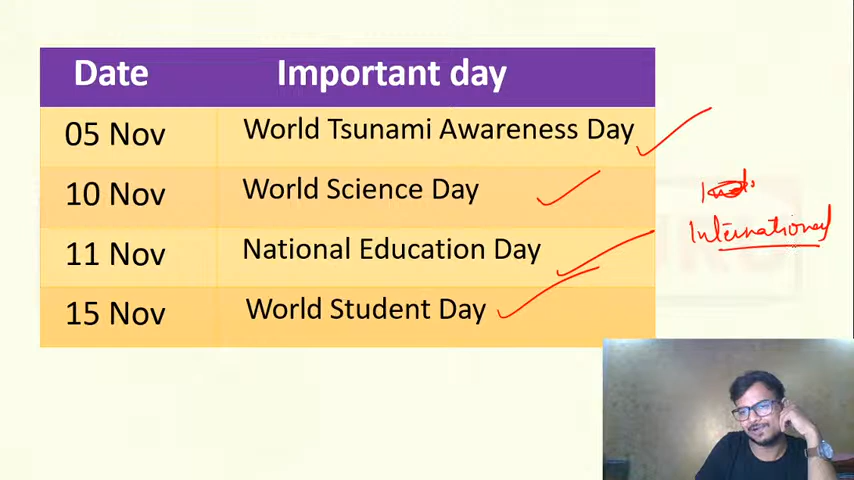 Date Important day
05 Nov World Tsunami Awareness Day
10 Nov World Science Day
11 Nov National Education Day
15 Nov World Student Day
International